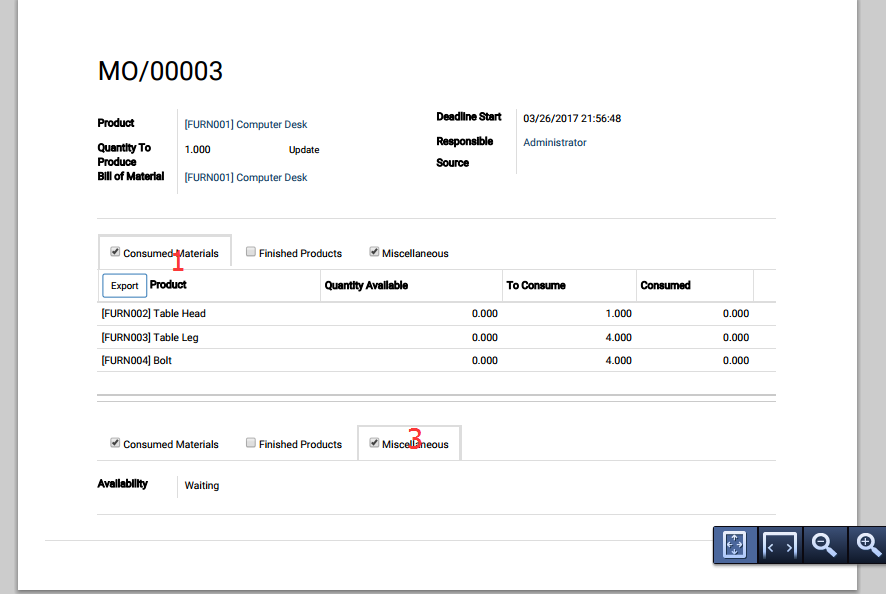 MO/00003
Product [FURN001] Computer Desk
Quantity To Produce 1.000 Update
Bill of Material [FURN001] Computer Desk
Deadline Start 03/26/2017 21:56:48
Responsible Administrator
Source
Consumed Materials Finished Products Miscellaneous
1
Export Product Quantity Available To Consume Consumed
[FURN002] Table Head 0.000 1.000 0.000
[FURN003] Table Leg 0.000 4.000 0.000
[FURN004] Bolt 0.000 4.000 0.000
Consumed Materials Finished Products Miscellaneous
3
Availability Waiting